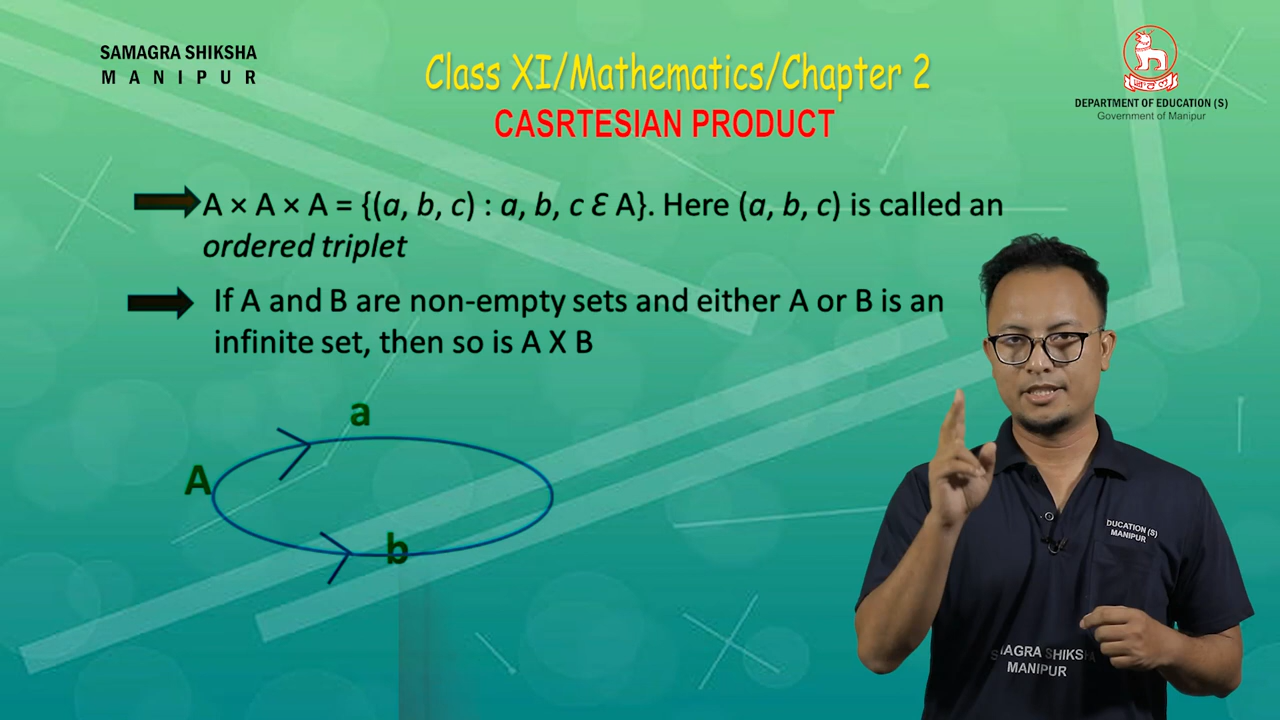 SAMAGRA SHIKSHA
MANIPUR
Class XI/Mathematics/Chapter 2
CASRTESIAN PRODUCT
DEPARTMENT OF EDUCATION (S)
Government of Manipur
A × A × A = {(a, b, c) : a, b, c Ɛ A}. Here (a, b, c) is called an
ordered triplet
If A and B are non-empty sets and either A or B is an
infinite set, then so is A X B
a
A
b
DUCATION (S)
MANIPUR
AGRA SHIKSHA
MANIPUR